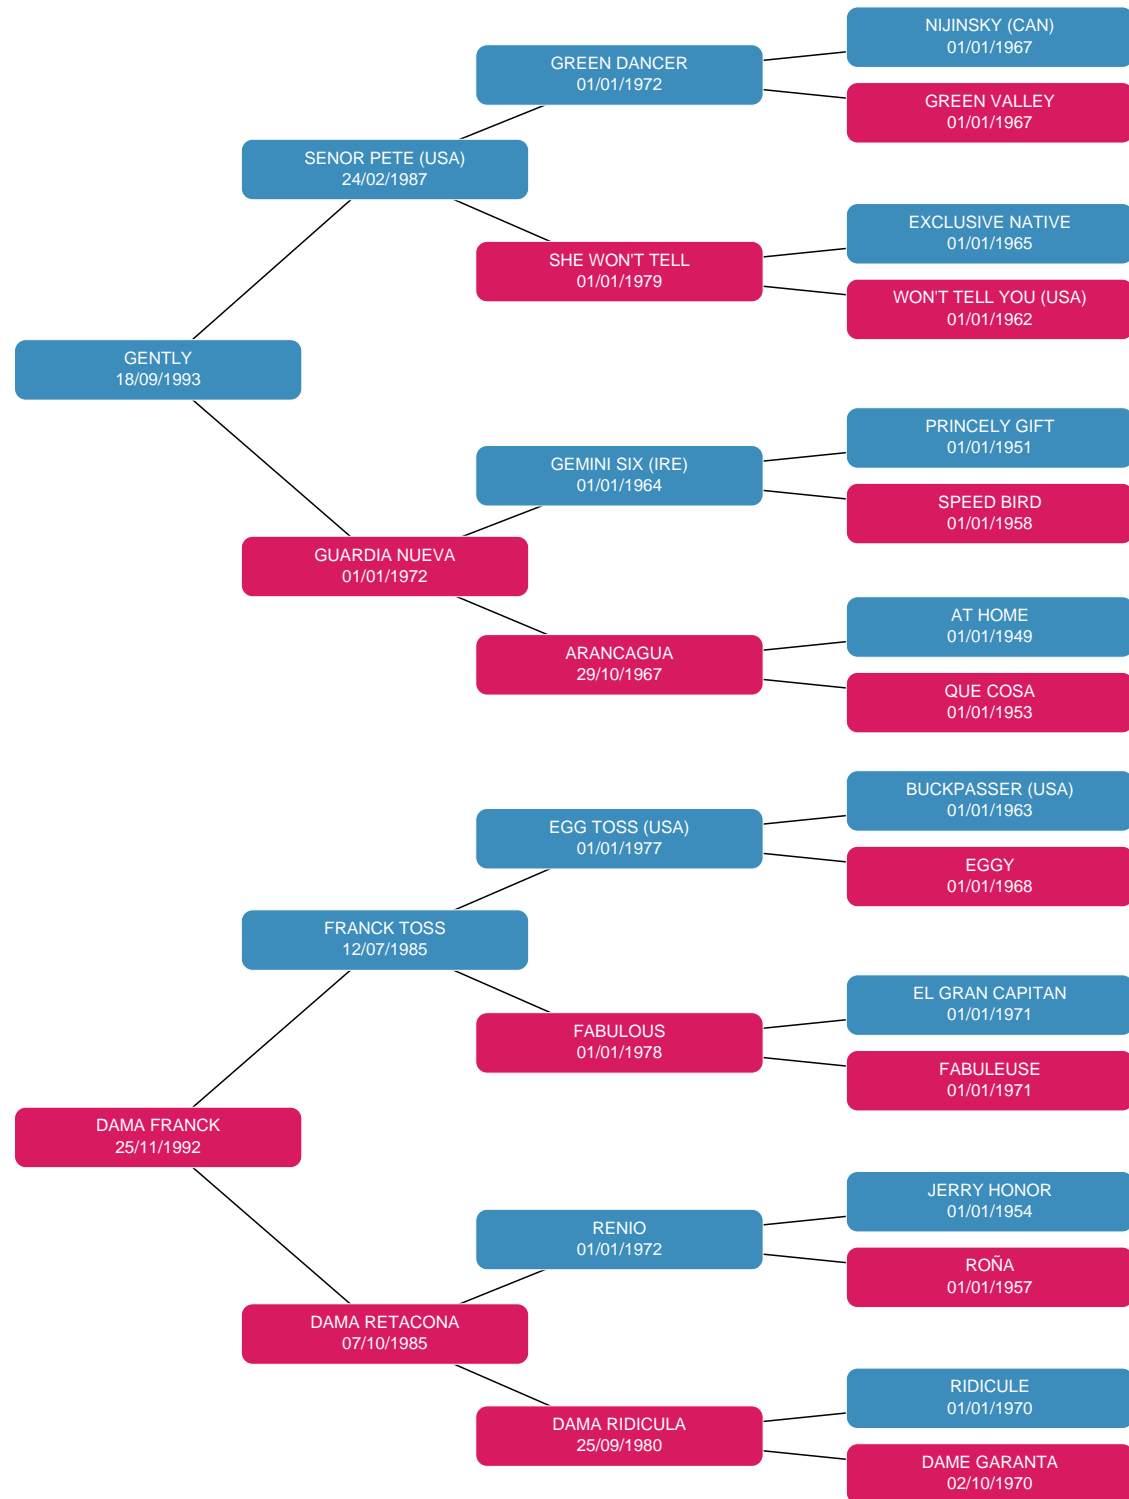 NIJINSKY (CAN)
01/01/1967
GREEN DANCER
01/01/1972
GREEN VALLEY
01/01/1967
SENOR PETE (USA)
24/02/1987
EXCLUSIVE NATIVE
01/01/1965
SHE WON'T TELL
01/01/1979
WON'T TELL YOU (USA)
01/01/1962
GENTLY
18/09/1993
PRINCELY GIFT
01/01/1951
GEMINI SIX (IRE)
01/01/1964
SPEED BIRD
01/01/1958
GUARDIA NUEVA
01/01/1972
AT HOME
01/01/1949
ARANCAGUA
29/10/1967
QUE COSA
01/01/1953
BUCKPASSER (USA)
01/01/1963
EGG TOSS (USA)
01/01/1977
EGGY
01/01/1968
FRANCK TOSS
12/07/1985
EL GRAN CAPITAN
01/01/1971
FABULOUS
01/01/1978
FABULEUSE
01/01/1971
DAMA FRANCK
25/11/1992
JERRY HONOR
01/01/1954
RENIO
01/01/1972
ROÑA
01/01/1957
DAMA RETACONA
07/10/1985
RIDICULE
01/01/1970
DAMA RIDICULA
25/09/1980
DAME GARANTA
02/10/1970